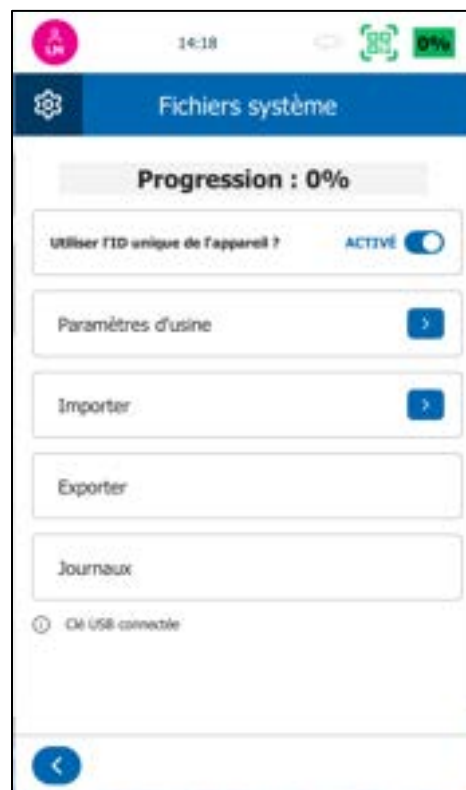 LM
14:18
0%
Fichiers système
Progression : 0%
Utiliser l'ID unique de l'appareil ?
ACTIVÉ
Paramètres d'usine
Importer
Exporter
Journaux
Clé USB connectée